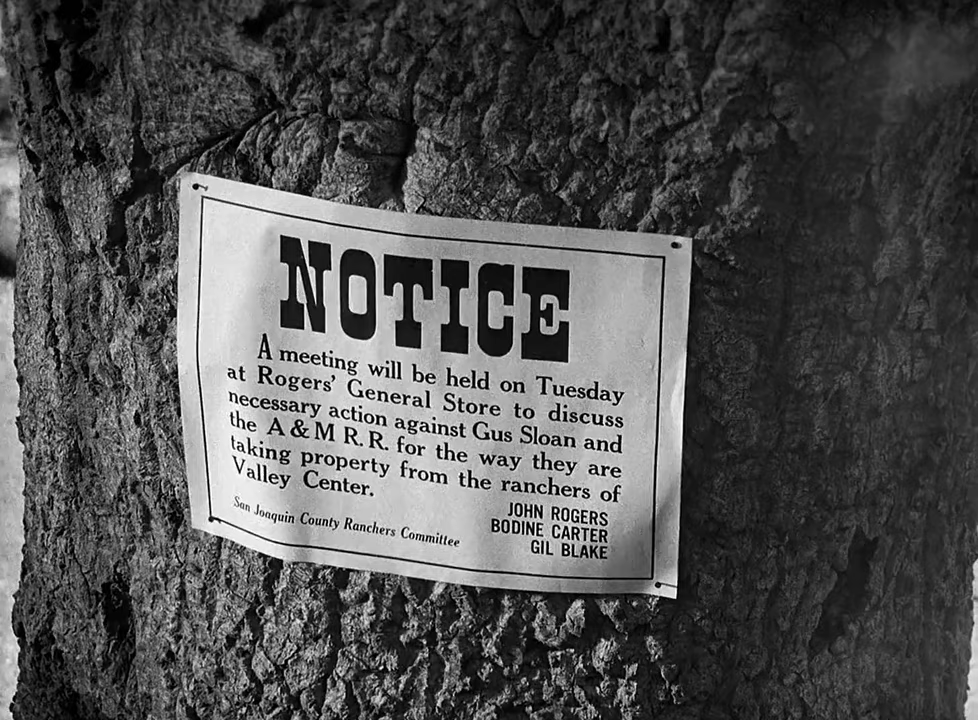 NOTICE
A meeting will be held on Tuesday
at Rogers' General Store to discuss
necessary action against Gus Sloan and
the A & M R. R. for the way they are
taking property from the ranchers of
Valley Center.
JOHN ROGERS
BODINE CARTER
GIL BLAKE
San Joaquin County Ranchers Committee